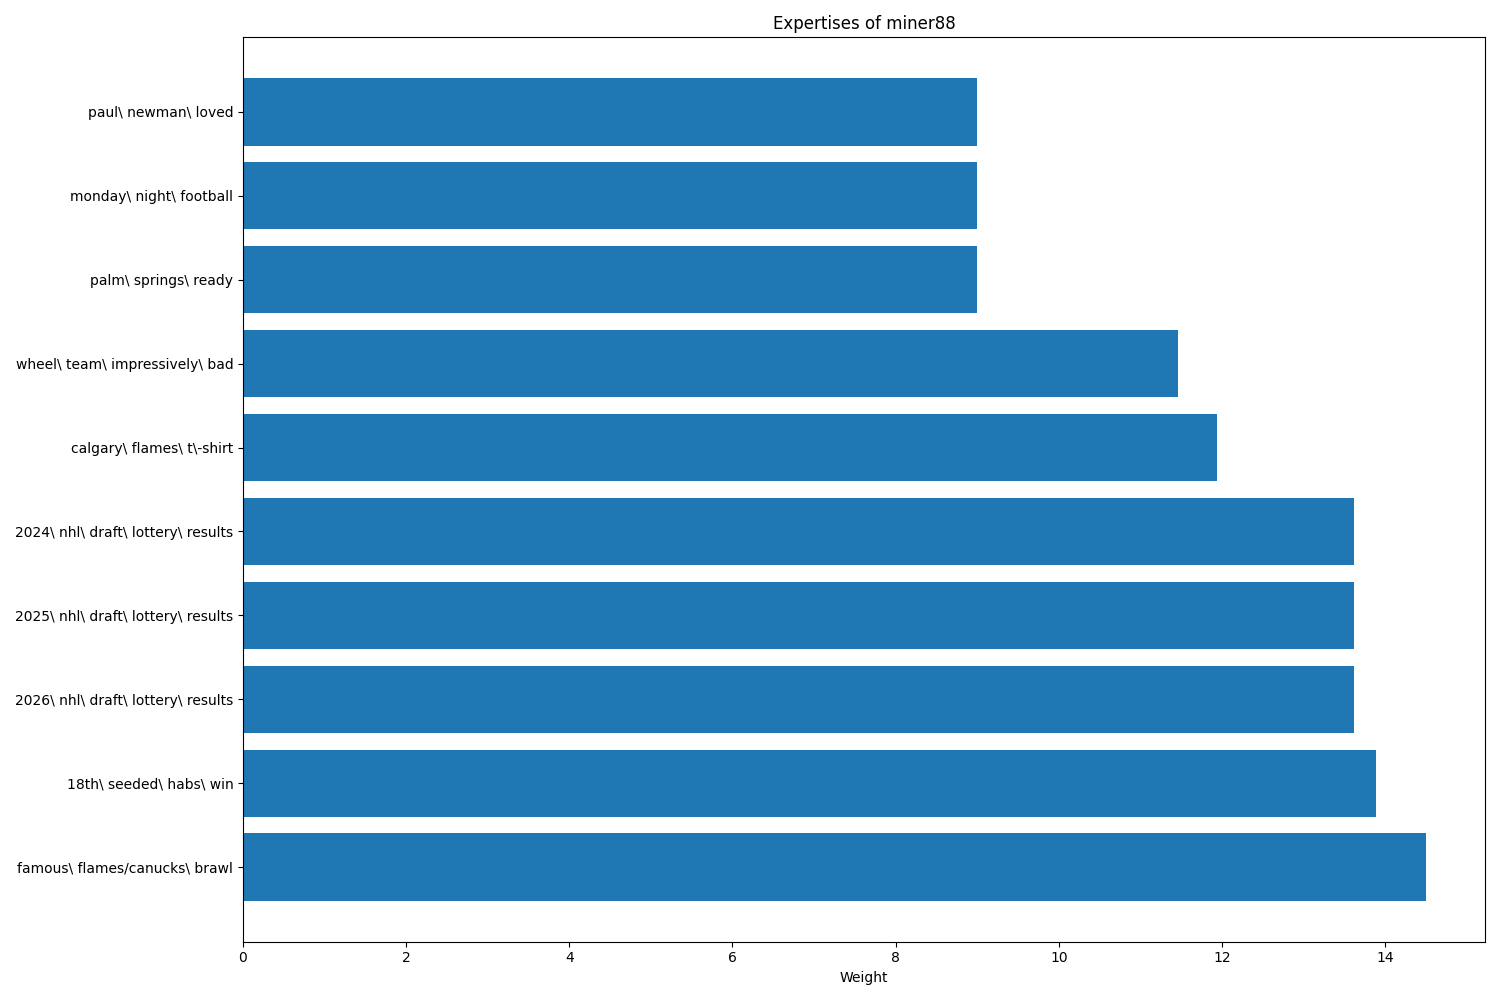 Expertises of miner88
paul\ newman\ loved
monday\ night\ football
palm\ springs\ ready
wheel\ team\ impressively\ bad
calgary\ flames\ t\-shirt
2024\ nhl\ draft\ lottery\ results
2025\ nhl\ draft\ lottery\ results
2026\ nhl\ draft\ lottery\ results
18th\ seeded\ habs\ win
famous\ flames/canucks\ brawl
0 2 4 6 8 10 12 14
Weight